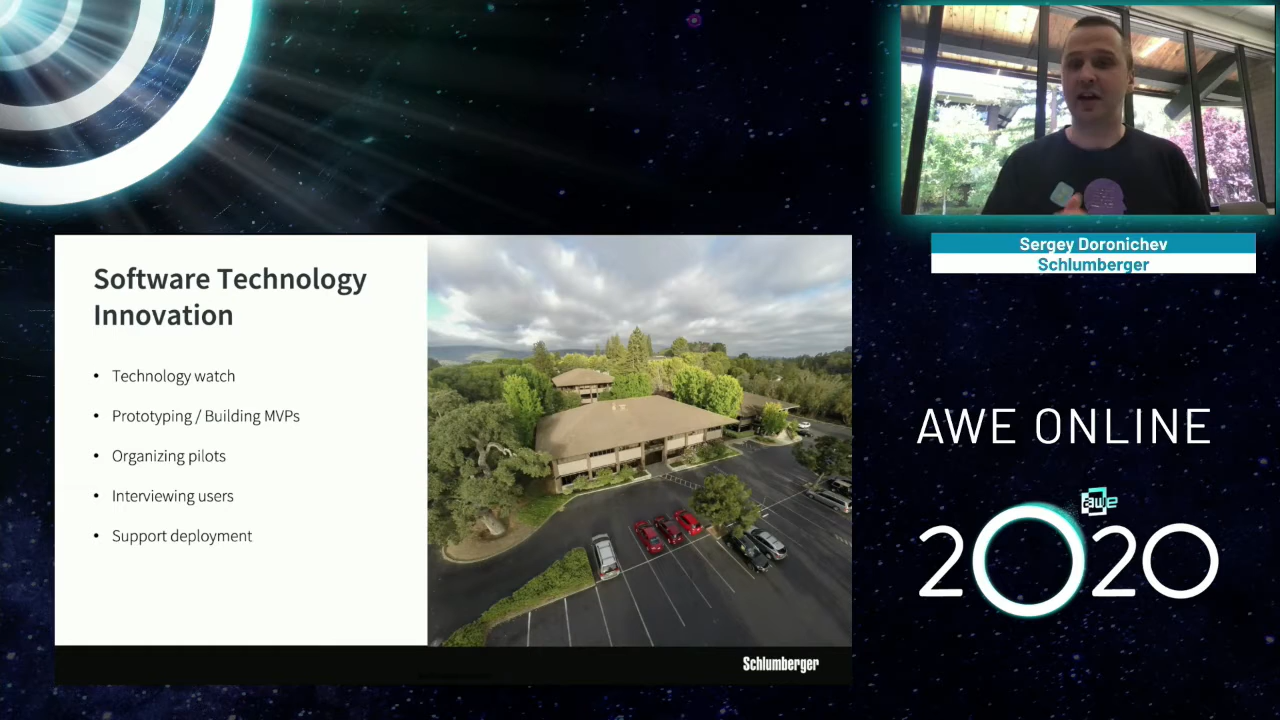 Software Technology
Innovation
• Technology watch
• Prototyping / Building MVPs
• Organizing pilots
• Interviewing users
• Support deployment
Schlumberger
Sergey Doronichev
Schlumberger
AWE ONLINE
awe
2020